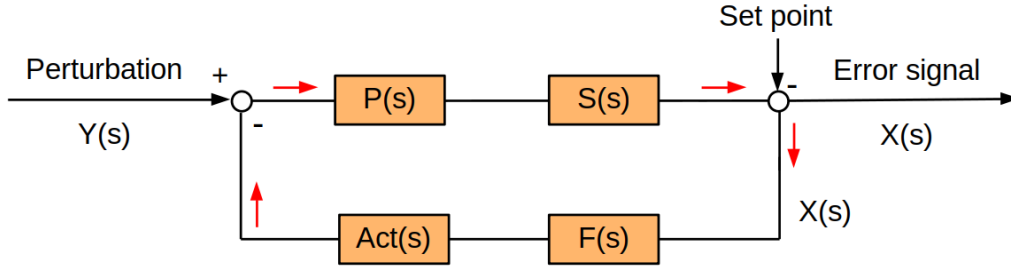 Set point
Perturbation
+
P(s)
S(s)
-
Error signal
Y(s)
-
X(s)
X(s)
Act(s)
F(s)